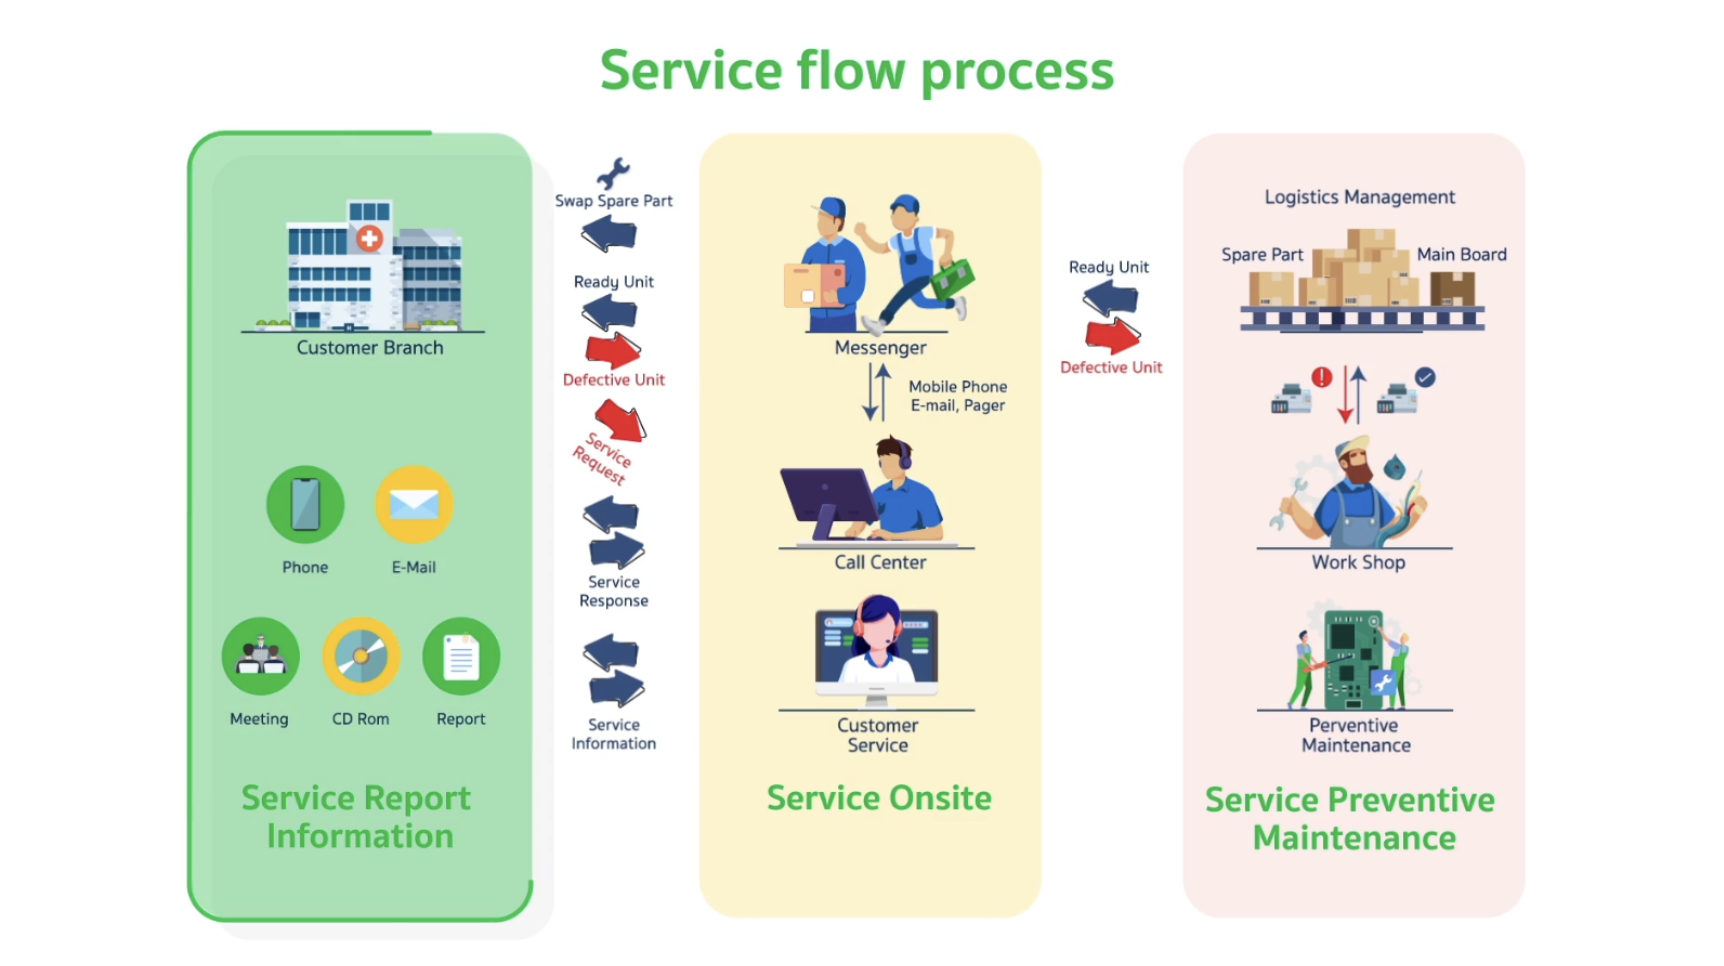 Service flow process
Customer Branch
Phone
E-Mail
Meeting
CD Rom
Report
Service Report
Information
Swap Spare Part
Ready Unit
Defective Unit
Service
Request
Service
Response
Service
Information
Messenger
Mobile Phone
E-mail, Pager
Call Center
Customer
Service
Service Onsite
Ready Unit
Defective Unit
Logistics Management
Spare Part
Main Board
Work Shop
Perventive
Maintenance
Service Preventive
Maintenance